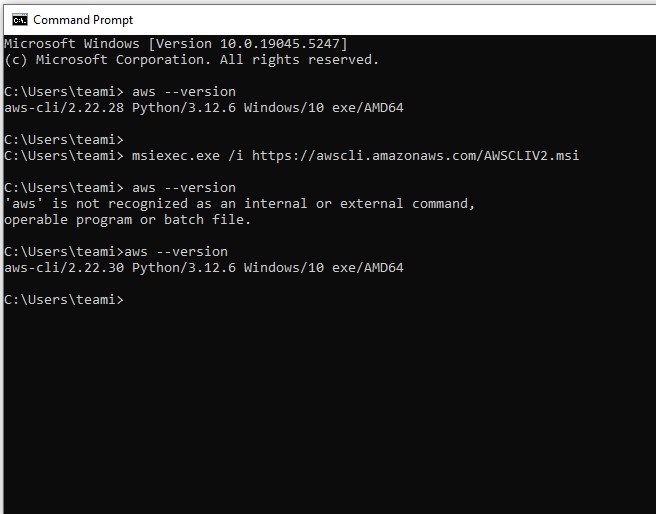 Command Prompt
Microsoft Windows [Version 10.0.19045.5247]
(c) Microsoft Corporation. All rights reserved.
C:\Users\teami> aws --version
aws-cli/2.22.28 Python/3.12.6 Windows/10 exe/AMD64
C:\Users\teami>
C:\Users\teami> msiexec.exe /i https://awscli.amazonaws.com/AWSCLIV2.msi
C:\Users\teami> aws --version
'aws' is not recognized as an internal or external command,
operable program or batch file.
C:\Users\teami>aws --version
aws-cli/2.22.30 Python/3.12.6 Windows/10 exe/AMD64
C:\Users\teami>